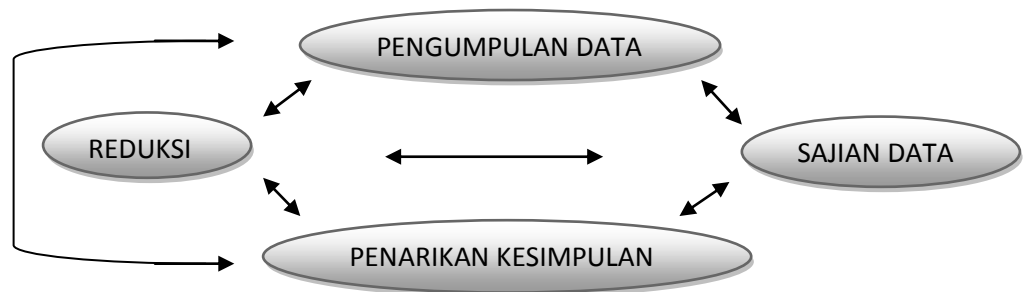 PENGUMPULAN DATA
REDUKSI
SAJIAN DATA
PENARIKAN KESIMPULAN